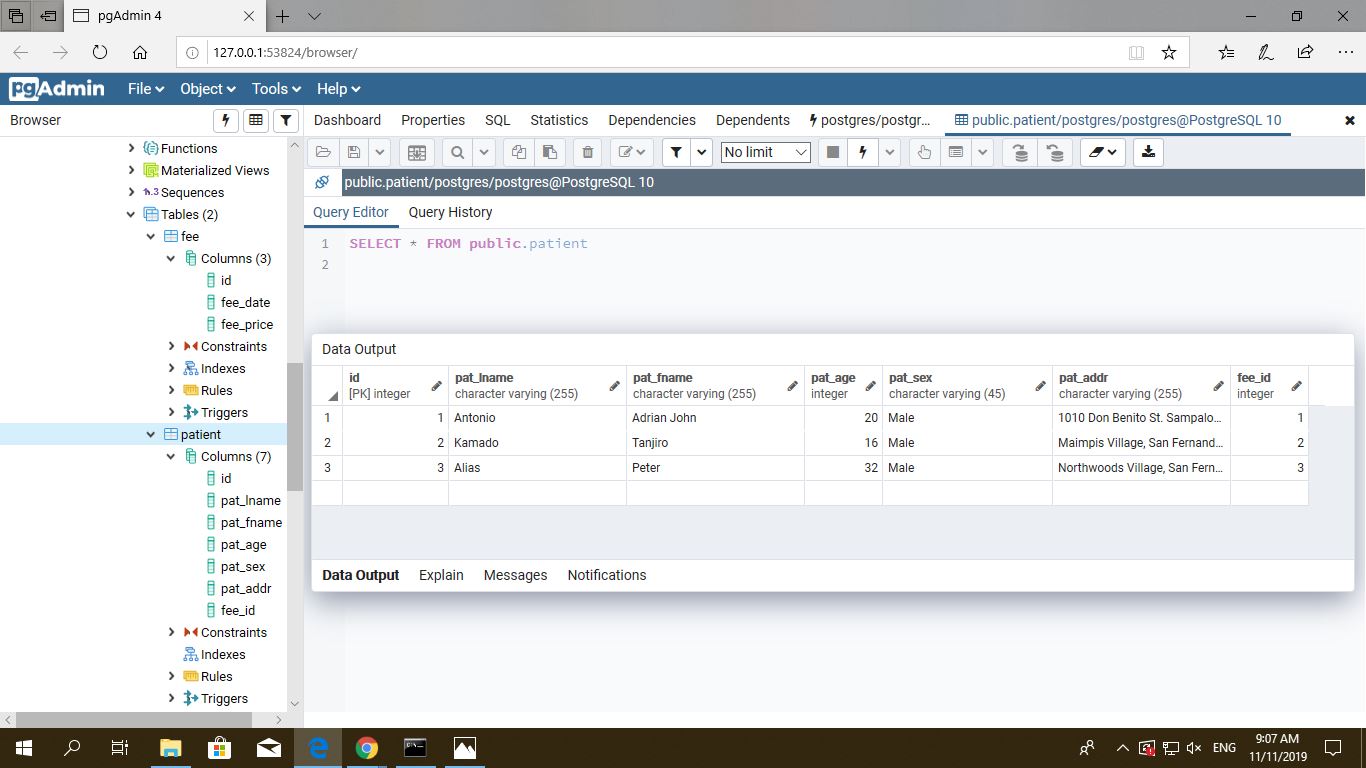 pgAdmin 4
127.0.0.1:53824/browser/
pgAdmin File Object Tools Help
Browser
Dashboard Properties SQL Statistics Dependencies Dependents postgres/postgr... public.patient/postgres/postgres@PostgreSQL 10
Functions
Materialized Views
1..3 Sequences
Tables (2)
fee
Columns (3)
id
fee_date
fee_price
Constraints
Indexes
Rules
Triggers
patient
Columns (7)
id
pat_lname
pat_fname
pat_age
pat_sex
pat_addr
fee_id
Constraints
Indexes
Rules
Triggers
No limit
public.patient/postgres/postgres@PostgreSQL 10
Query Editor Query History
1 SELECT * FROM public.patient
2
Data Output
id pat_lname pat_fname pat_age pat_sex pat_addr fee_id
[PK] integer character varying (255) character varying (255) integer character varying (45) character varying (255) integer
1 1 Antonio Adrian John 20 Male 1010 Don Benito St. Sampalo... 1
2 2 Kamado Tanjiro 16 Male Maimpis Village, San Fernand... 2
3 3 Alias Peter 32 Male Northwoods Village, San Fern... 3
Data Output Explain Messages Notifications
ENG
9:07 AM
11/11/2019